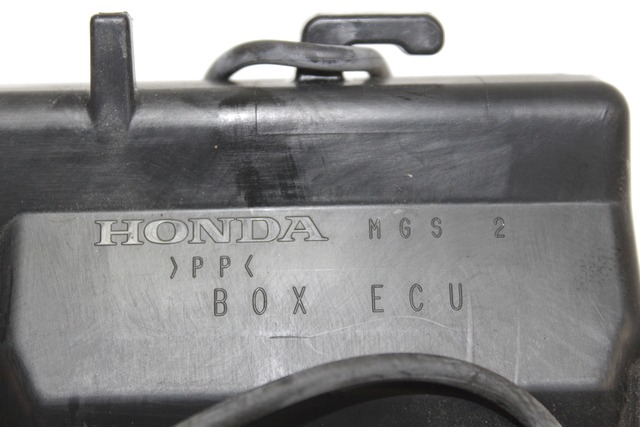 HONDA MGS 2
>PP<
BOX ECU